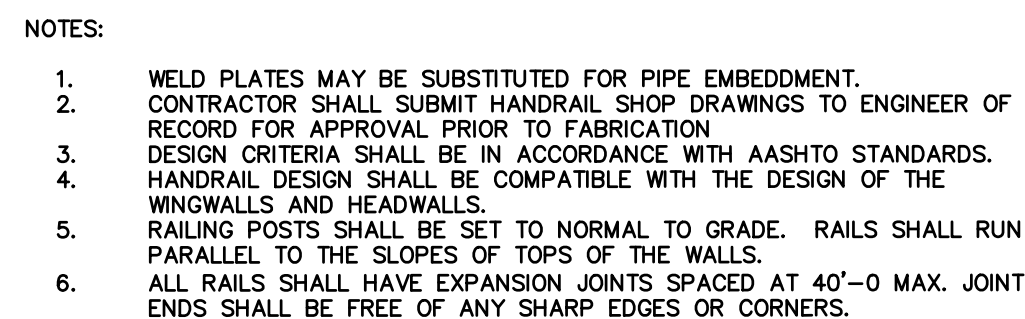 NOTES:
1. WELD PLATES MAY BE SUBSTITUTED FOR PIPE EMBEDDMENT.
2. CONTRACTOR SHALL SUBMIT HANDRAIL SHOP DRAWINGS TO ENGINEER OF
RECORD FOR APPROVAL PRIOR TO FABRICATION
3. DESIGN CRITERIA SHALL BE IN ACCORDANCE WITH AASHTO STANDARDS.
4. HANDRAIL DESIGN SHALL BE COMPATIBLE WITH THE DESIGN OF THE
WINGWALLS AND HEADWALLS.
5. RAILING POSTS SHALL BE SET TO NORMAL TO GRADE. RAILS SHALL RUN
PARALLEL TO THE SLOPES OF TOPS OF THE WALLS.
6. ALL RAILS SHALL HAVE EXPANSION JOINTS SPACED AT 40'-0 MAX. JOINT
ENDS SHALL BE FREE OF ANY SHARP EDGES OR CORNERS.